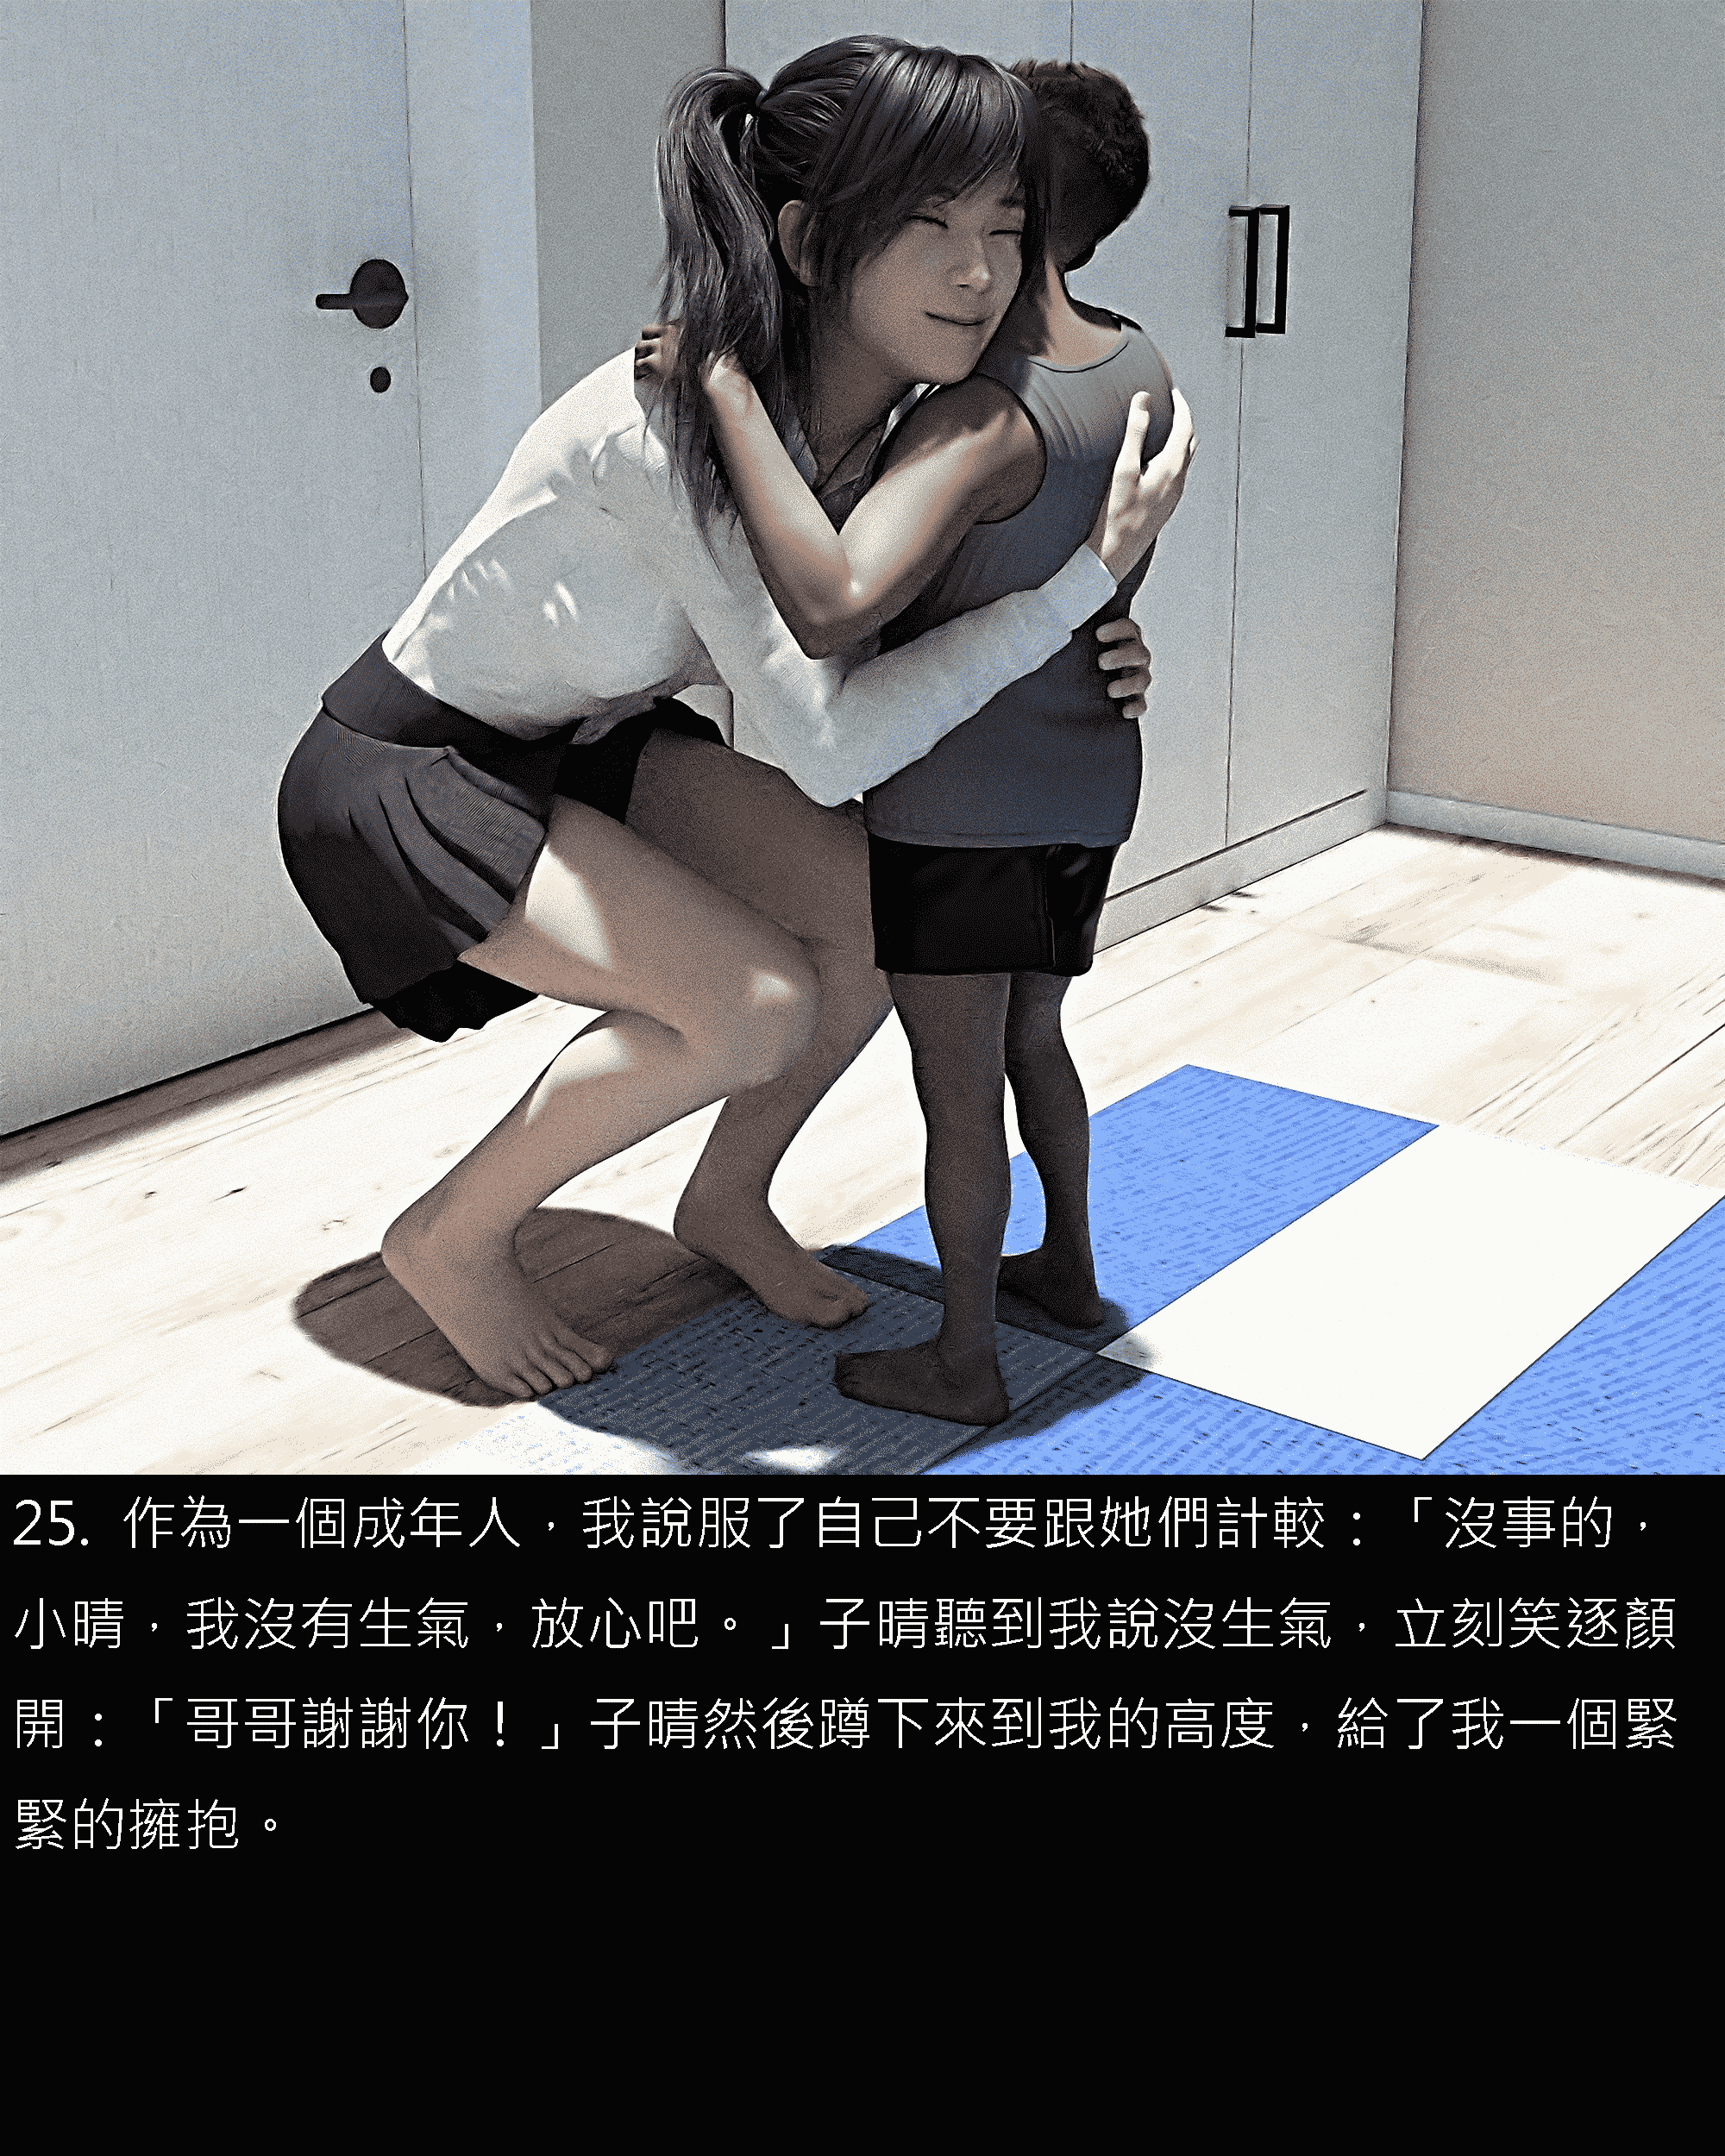 25. 作為一個成年人，我說服了自己不要跟她們計較：「沒事的，
小晴，我沒有生氣，放心吧。」子晴聽到我說沒生氣，立刻笑逐顏
開：「哥哥謝謝你！」子晴然後蹲下來到我的高度，給了我一個緊
緊的擁抱。